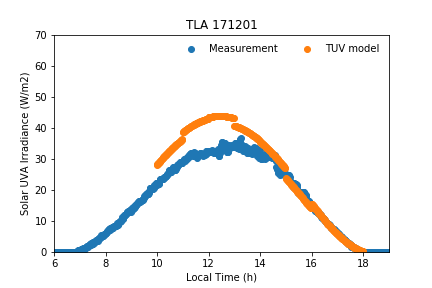 TLA 171201
Measurement
TUV model
Solar UVA Irradiance (W/m2)
70
60
50
40
30
20
10
0
6 8 10 12 14 16 18
Local Time (h)